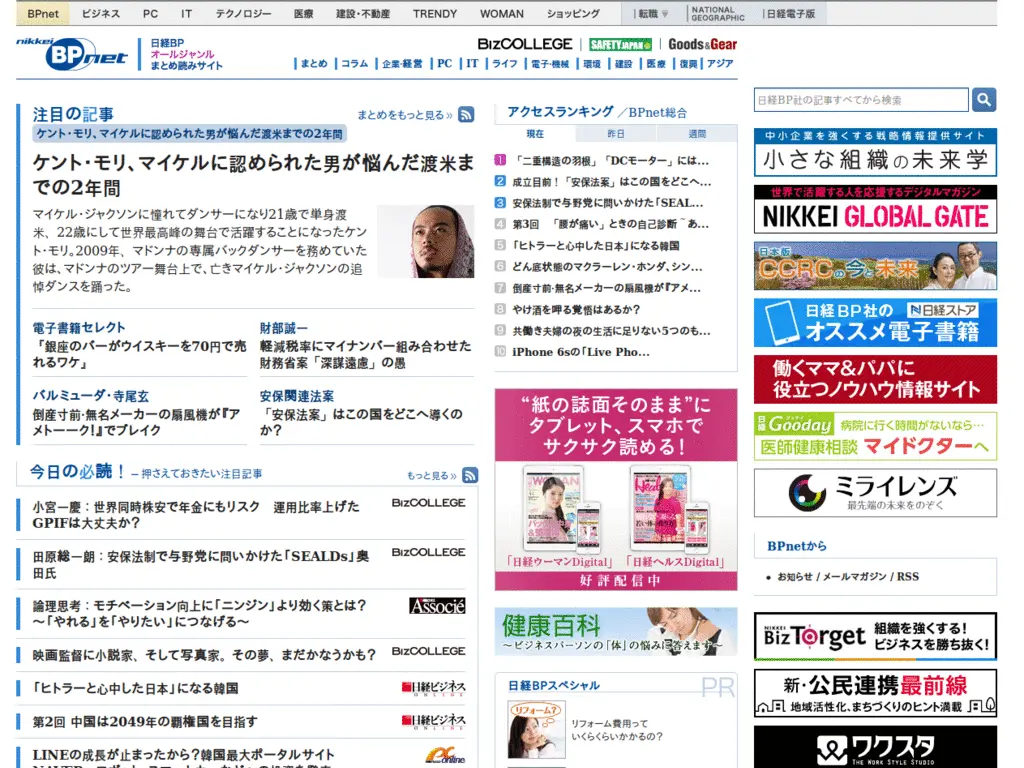 BPnet ビジネス PC IT テクノロジー 医療 建設・不動産 TRENDY WOMAN ショッピング 転職 NATIONAL GEOGRAPHIC 日経電子版
nikkei BPnet
日経BP
オールジャンル
まとめ読みサイト
BizCOLLEGE SAFETY JAPAN Goods&Gear
まとめ コラム 企業・経営 PC IT ライフ 電子・機械 環境 建設 医療 復興 アジア
注目の記事
まとめをもっと見る »
ケント・モリ、マイケルに認められた男が悩んだ渡米までの2年間
ケント・モリ、マイケルに認められた男が悩んだ渡米ま
での2年間
マイケル・ジャクソンに憧れてダンサーになり21歳で単身渡
米、22歳にして世界最高峰の舞台で活躍することになったケン
ト・モリ。2009年、マドンナの専属バックダンサーを務めていた
彼は、マドンナのツアー舞台上で、亡きマイケル・ジャクソンの追
悼ダンスを踊った。
電子書籍セレクト
「銀座のバーがウイスキーを70円で売
れるワケ」
財部誠一
軽減税率にマイナンバー組み合わせた
財務省案「深謀遠慮」の愚
バルミューダ・寺尾玄
倒産寸前・無名メーカーの扇風機が『ア
メトーーク!』でブレイク
安保関連法案
「安保法案」はこの国をどこへ導くの
か?
今日の必読！ – 押さえておきたい注目記事
もっと見る »
小宮一慶：世界同時株安で年金にもリスク　運用比率上げた
GPIFは大丈夫か?
BizCOLLEGE
田原総一朗：安保法制で与野党に問いかけた「SEALDs」奥
田氏
BizCOLLEGE
論理思考：モチベーション向上に「ニンジン」より効く策とは?
～「やれる」を「やりたい」につなげる～
Associé
映画監督に小説家、そして写真家。その夢、まだかなうかも?
BizCOLLEGE
「ヒトラーと心中した日本」になる韓国
日経ビジネス
ONLINE
第2回 中国は2049年の覇権国を目指す
日経ビジネス
ONLINE
LINEの成長が止まったから?韓国最大ポータルサイト
online
アクセスランキング ／BPnet総合
現在 昨日 週間
1 「二重構造の羽根」「DCモーター」には...
2 成立目前!「安保法案」はこの国をどこへ...
3 安保法制で与野党に問いかけた「SEAL...
4 第3回　「腰が痛い」ときの自己診断～あ...
5 「ヒトラーと心中した日本」になる韓国
6 どん底状態のマクラーレン・ホンダ、シン...
7 倒産寸前・無名メーカーの扇風機が『アメ...
8 やけ酒を呷る覚悟はあるか?
9 共働き夫婦の夜の生活に足りない5つのも...
10 iPhone 6sの「Live Pho...
“紙の誌面そのまま”に
タブレット、スマホで
サクサク読める！
「日経ウーマンDigital」 「日経ヘルスDigital」
好評配信中
健康百科
～ビジネスパーソンの「体」の悩みに答えます～
日経BPスペシャル
PR
リフォーム?
リフォーム費用って
いくらくらいかかるの?
日経BP社の記事すべてから検索
中小企業を強くする戦略情報提供サイト
小さな組織の未来学
世界で活躍する人を応援するデジタルマガジン
NIKKEI GLOBAL GATE
日本版
CCRCの今と未来
日経BP社の 日経ストア
オススメ電子書籍
働くママ&パパに
役立つノウハウ情報サイト
日経 Gooday 病院に行く時間がないなら…
医師健康相談 マイドクターへ
ミライレンズ
最先端の未来をのぞく
BPnetから
お知らせ / メールマガジン / RSS
NIKKEI BizTarget 組織を強くする！
ビジネスを勝ち抜く！
新・公民連携最前線
地域活性化、まちづくりのヒント満載
ワクスタ
THE WORK STYLE STUDIO